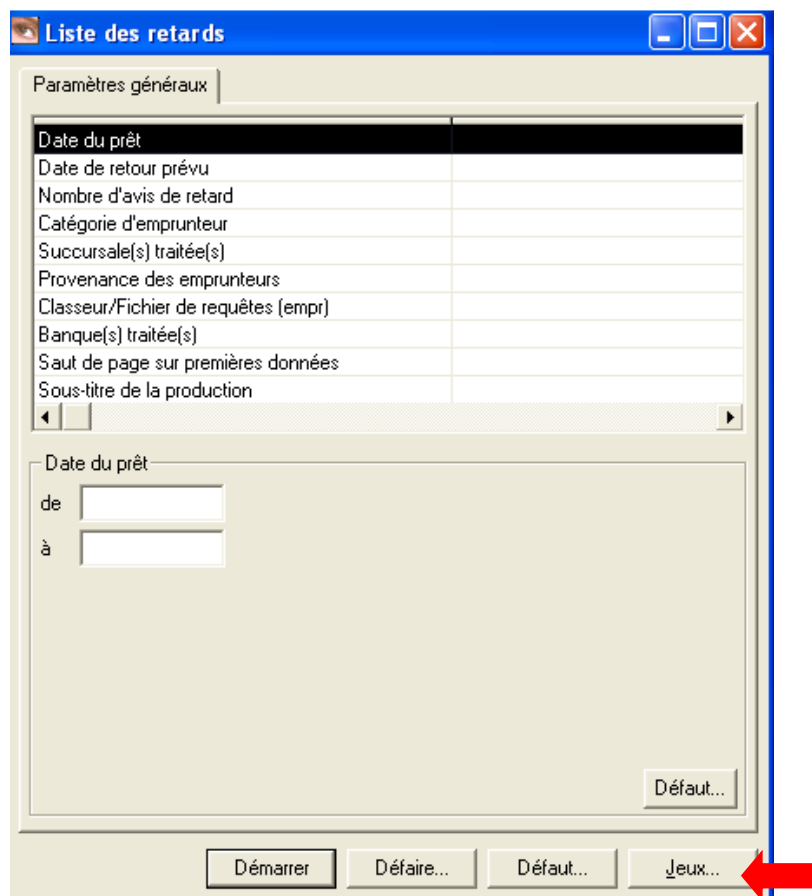 Liste des retards
Paramètres généraux
Date du prêt
Date de retour prévu
Nombre d'avis de retard
Catégorie d'emprunteur
Succursale(s) traitée(s)
Provenance des emprunteurs
Classeur/Fichier de requêtes (empr)
Banque(s) traitée(s)
Saut de page sur premières données
Sous-titre de la production
Date du prêt
de
à
Défaut...
Démarrer Défaire... Défaut... Jeux...